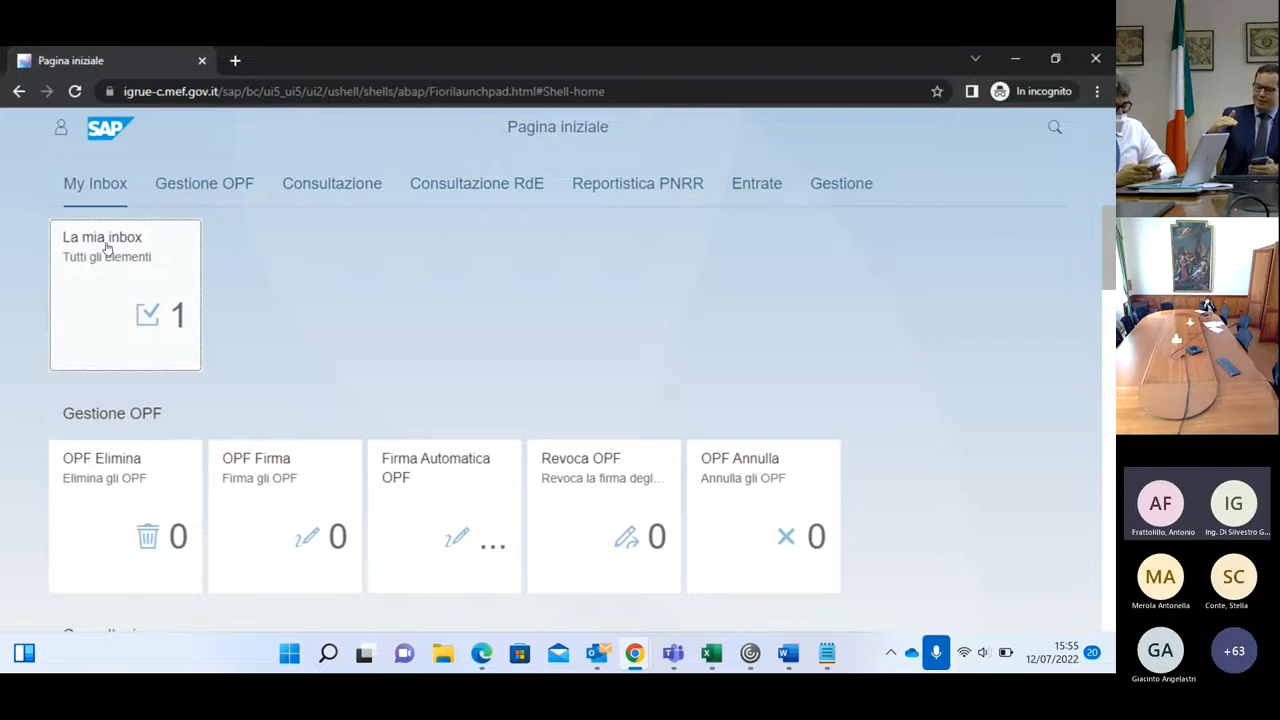 Pagina iniziale
igrue-c.mef.gov.it/sap/bc/ui5_ui5/ui2/ushell/shells/abap/Fiorilaunchpad.html#Shell-home
In incognito
SAP
Pagina iniziale
My Inbox
Gestione OPF
Consultazione
Consultazione RdE
Reportistica PNRR
Entrate
Gestione
La mia inbox
Tutti gli elementi
1
Gestione OPF
OPF Elimina
Elimina gli OPF
0
OPF Firma
Firma gli OPF
0
Firma Automatica
OPF
...
Revoca OPF
Revoca la firma degl...
0
OPF Annulla
Annulla gli OPF
0
15:55
12/07/2022
20
AF
Frattolillo, Antonio
IG
Ing. Di Silvestro G...
MA
Merola Antonella
SC
Conte, Stella
GA
Giacinto Angelastri
+63